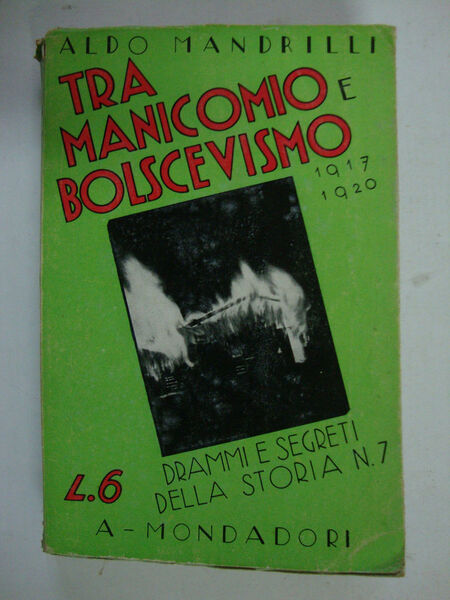 ALDO MANDRILLI
TRA
MANICOMIO E
BOLSCEVISMO
1917
1920
DRAMMI E SEGRETI
DELLA STORIA N.7
L.6
A-MONDADORI